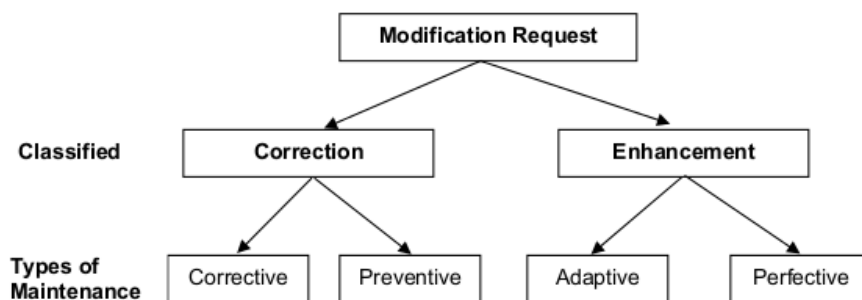 Modification Request
Classified
Correction
Enhancement
Types of
Maintenance
Corrective
Preventive
Adaptive
Perfective